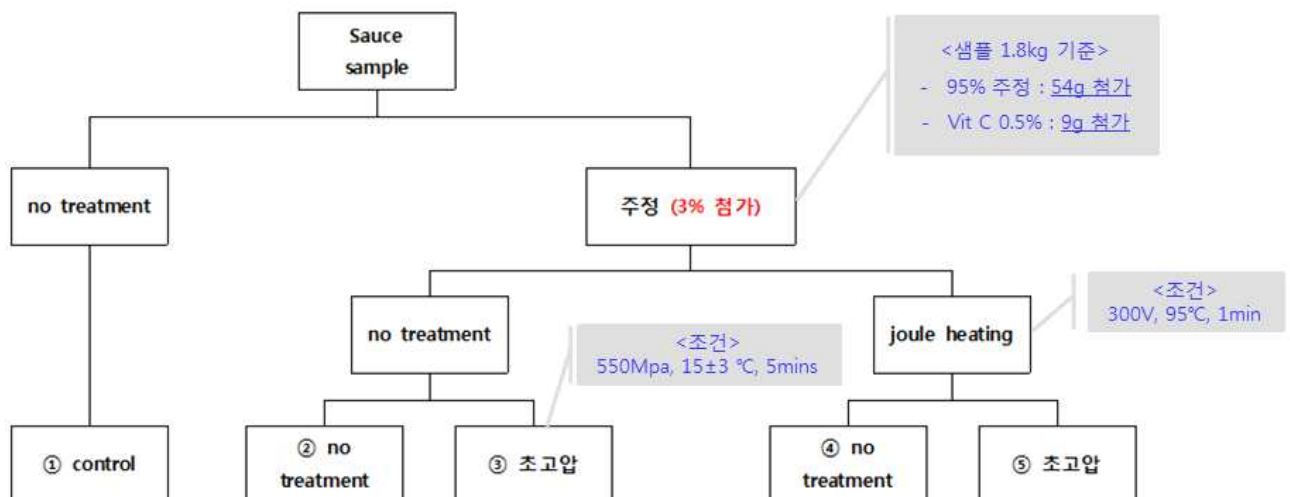 Sauce
sample
<샘플 1.8kg 기준>
- 95% 주정 : 54g 첨가
- Vit C 0.5% : 9g 첨가
no treatment
주정 (3% 첨가)
no treatment
<조건>
550Mpa, 15±3 ℃, 5mins
joule heating
<조건>
300V, 95℃, 1min
① control
② no
treatment
③ 초고압
④ no
treatment
⑤ 초고압